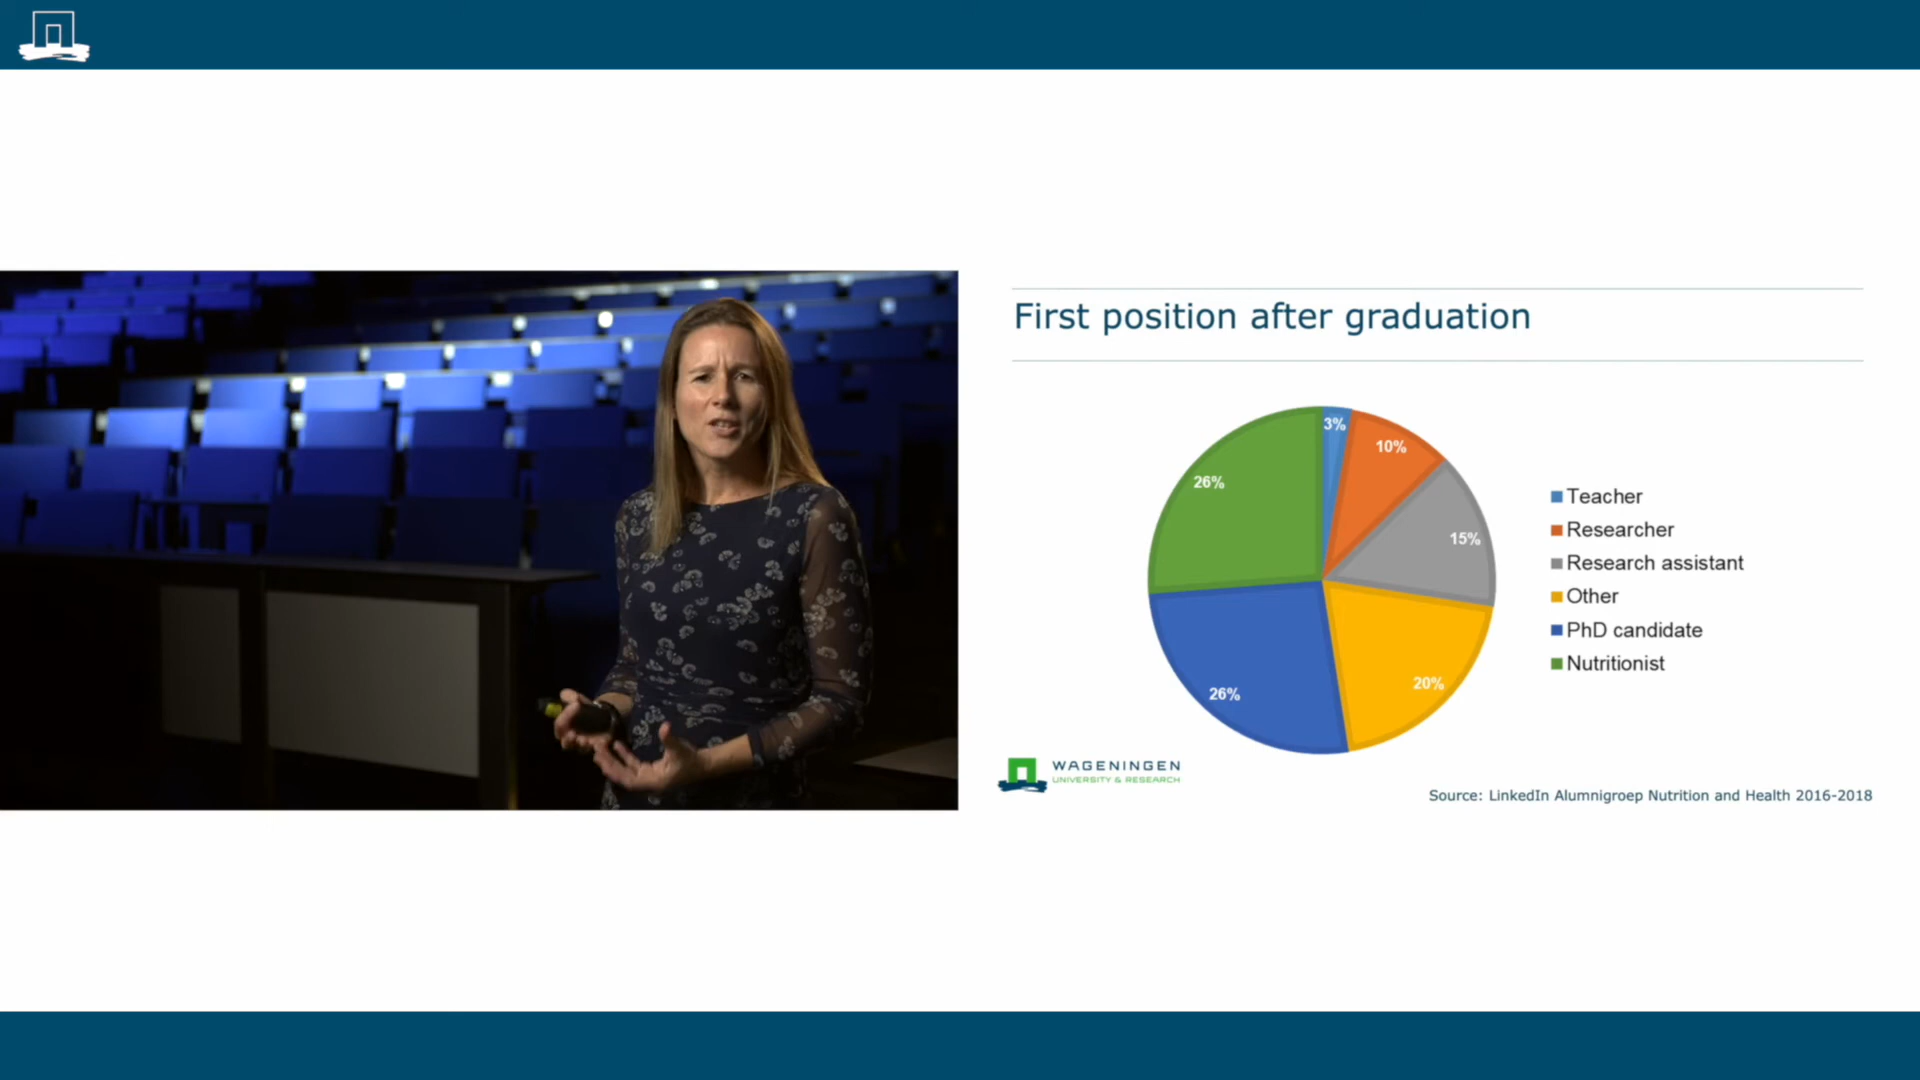 First position after graduation
3%
10%
26%
15%
20%
26%
Teacher
Researcher
Research assistant
Other
PhD candidate
Nutritionist
WAGENINGEN
UNIVERSITY & RESEARCH
Source: LinkedIn Alumnigroep Nutrition and Health 2016-2018